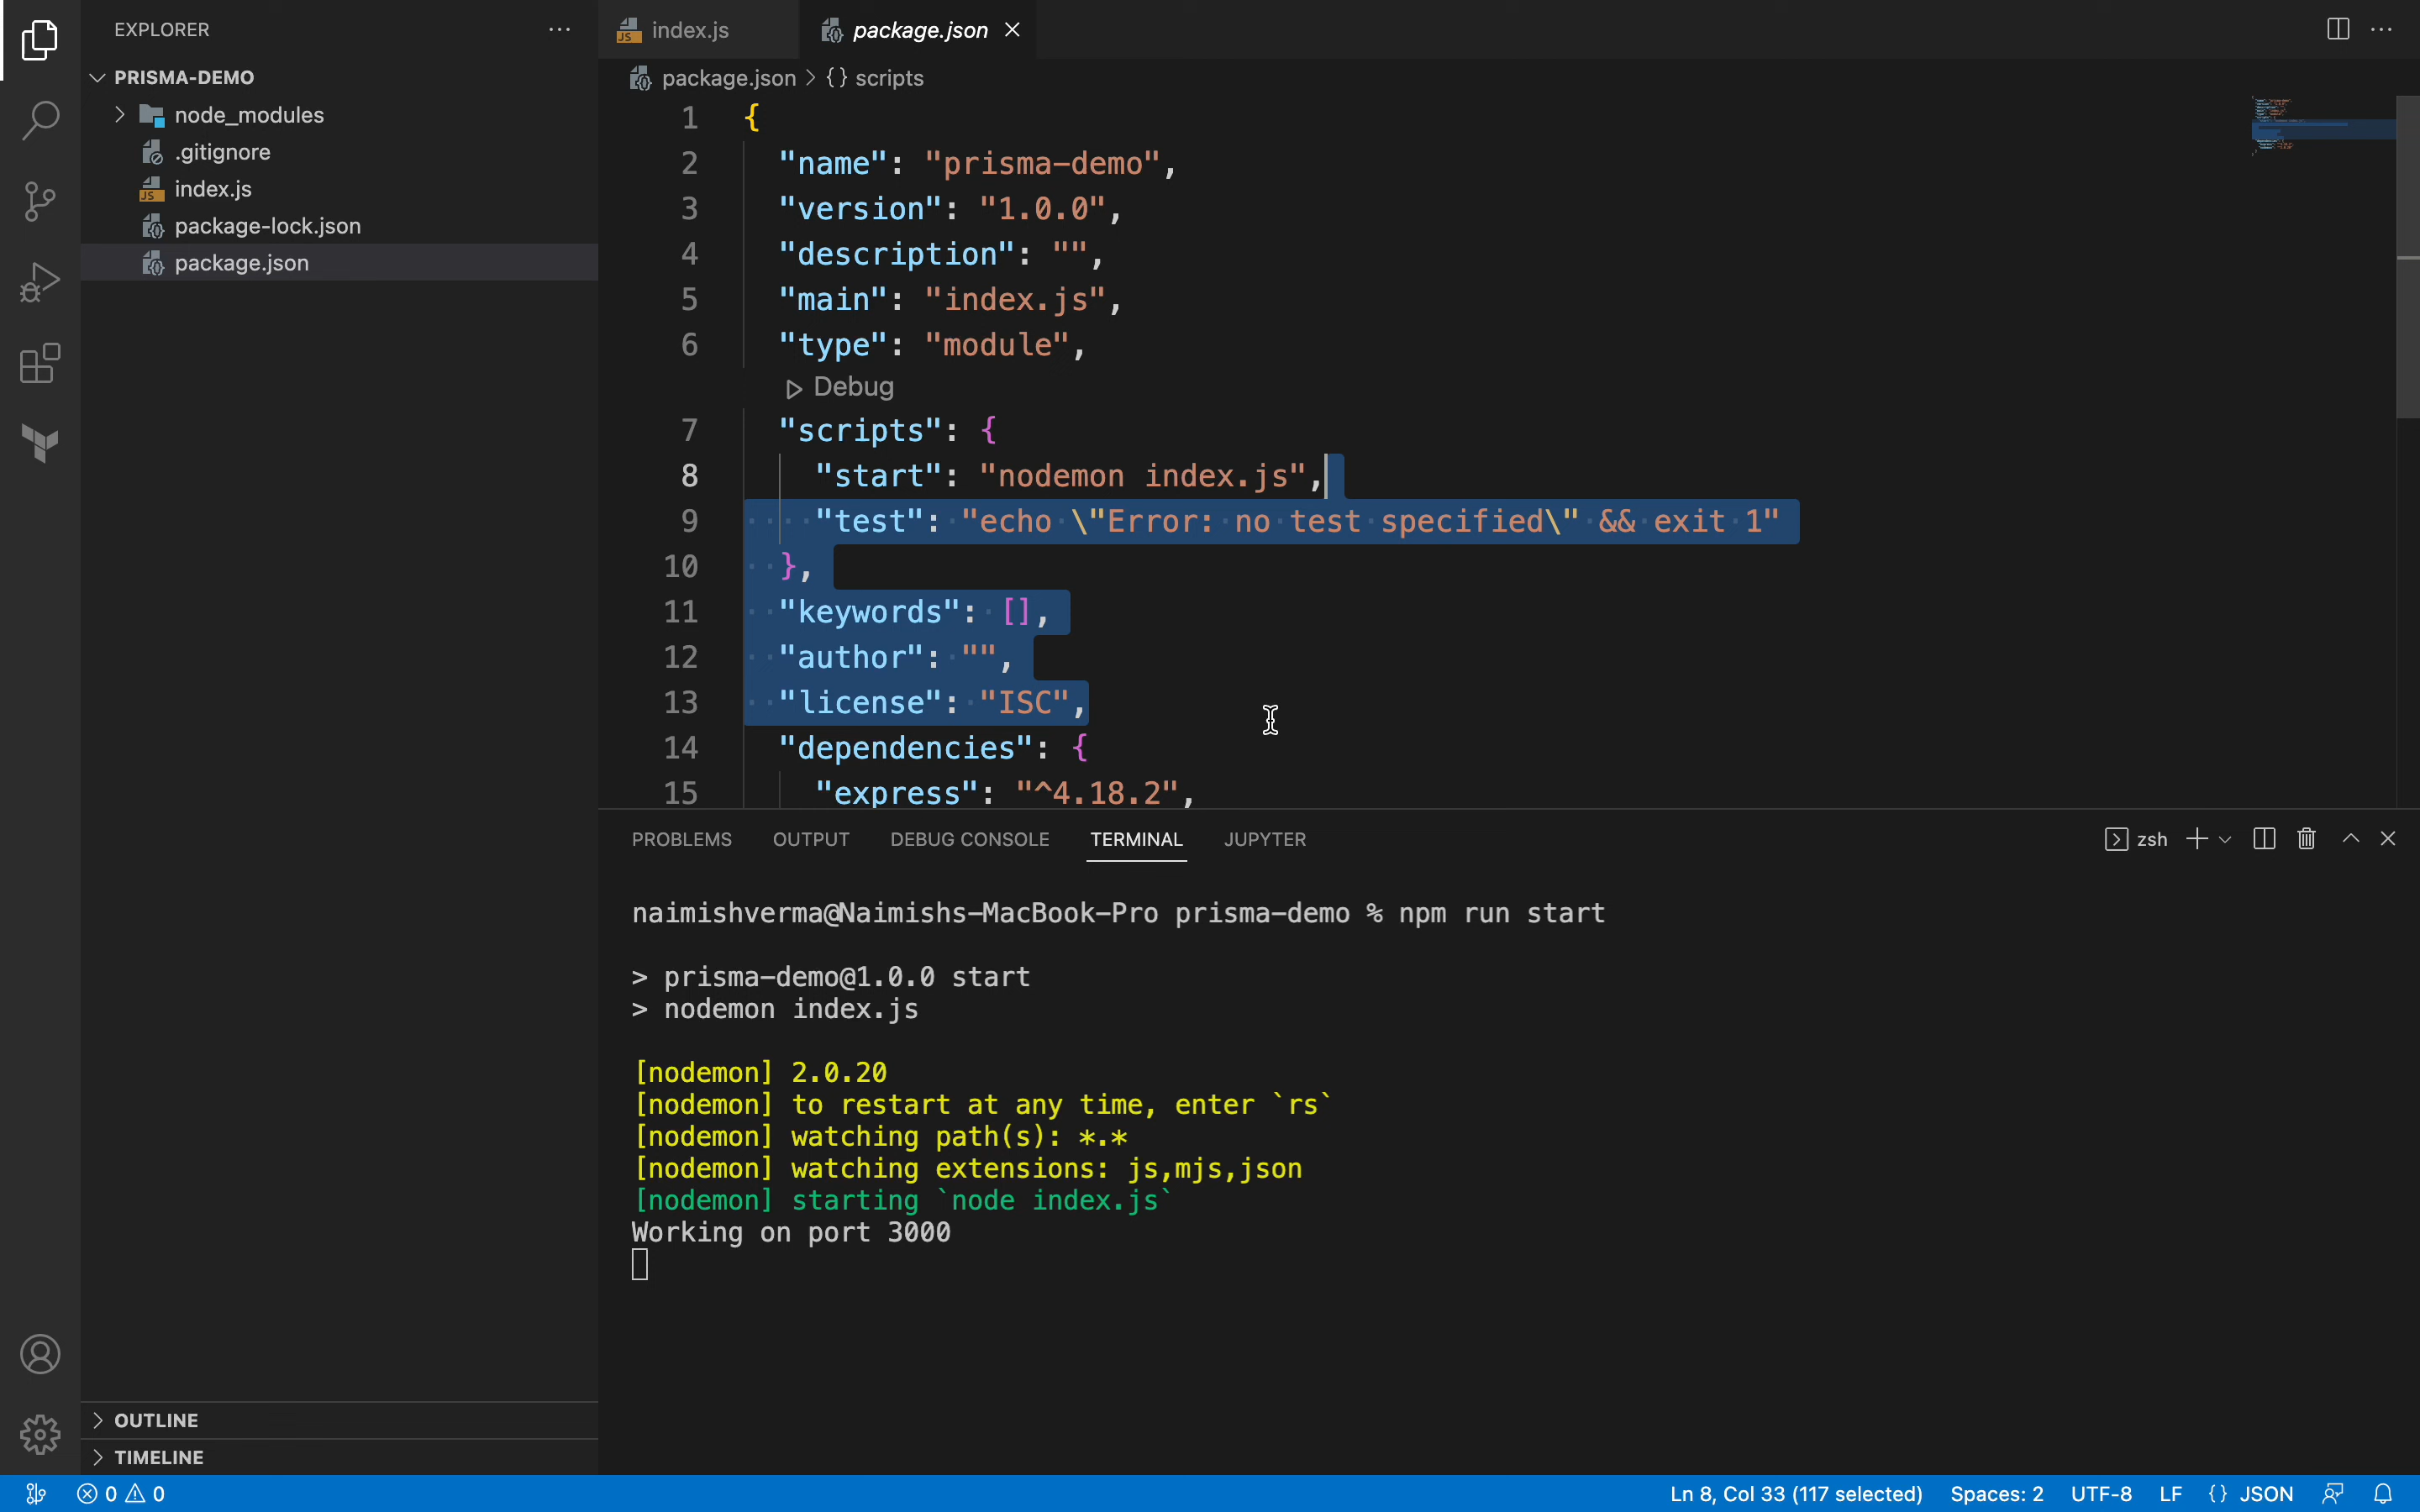 EXPLORER
PRISMA-DEMO
node_modules
.gitignore
index.js
package-lock.json
package.json
OUTLINE
TIMELINE
index.js
package.json
package.json > {} scripts
1 {
2 "name": "prisma-demo",
3 "version": "1.0.0",
4 "description": "",
5 "main": "index.js",
6 "type": "module",
Debug
7 "scripts": {
8 "start": "nodemon index.js",
9 "test": "echo \"Error: no test specified\" && exit 1"
10 },
11 "keywords": [],
12 "author": "",
13 "license": "ISC",
14 "dependencies": {
15 "express": "^4.18.2",
PROBLEMS OUTPUT DEBUG CONSOLE TERMINAL JUPYTER zsh
naimishverma@Naimishs-MacBook-Pro prisma-demo % npm run start
> prisma-demo@1.0.0 start
> nodemon index.js
[nodemon] 2.0.20
[nodemon] to restart at any time, enter `rs`
[nodemon] watching path(s): *.*
[nodemon] watching extensions: js,mjs,json
[nodemon] starting `node index.js`
Working on port 3000
0 0 Ln 8, Col 33 (117 selected) Spaces: 2 UTF-8 LF {} JSON